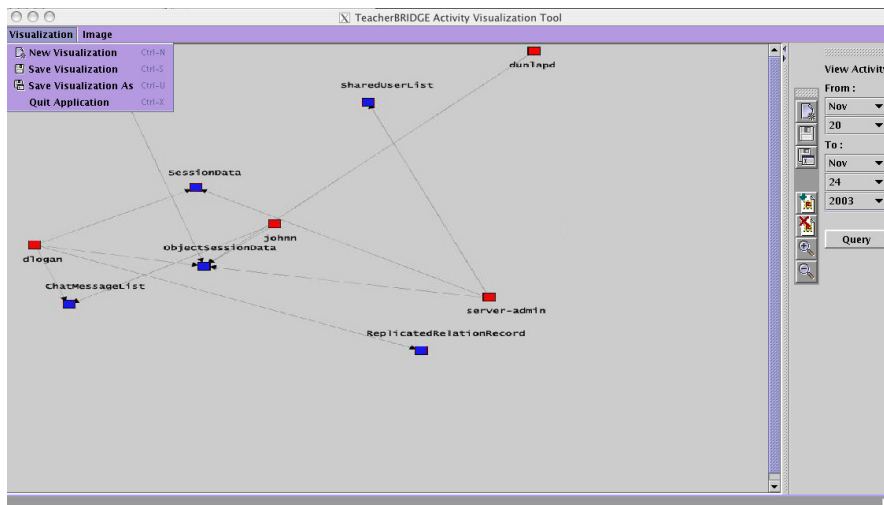 TeacherBRIDGE Activity Visualization Tool
Visualization Image
New Visualization Ctrl-N
Save Visualization Ctrl-S
Save Visualization As Ctrl-U
Quit Application Ctrl-X
dunlapd
SharedUserList
SessionData
johnn
ObjectSessionData
dlogan
ChatMessageList
server-admin
ReplicatedRelationRecord
View Activity
From :
Nov
20
To :
Nov
24
2003
Query